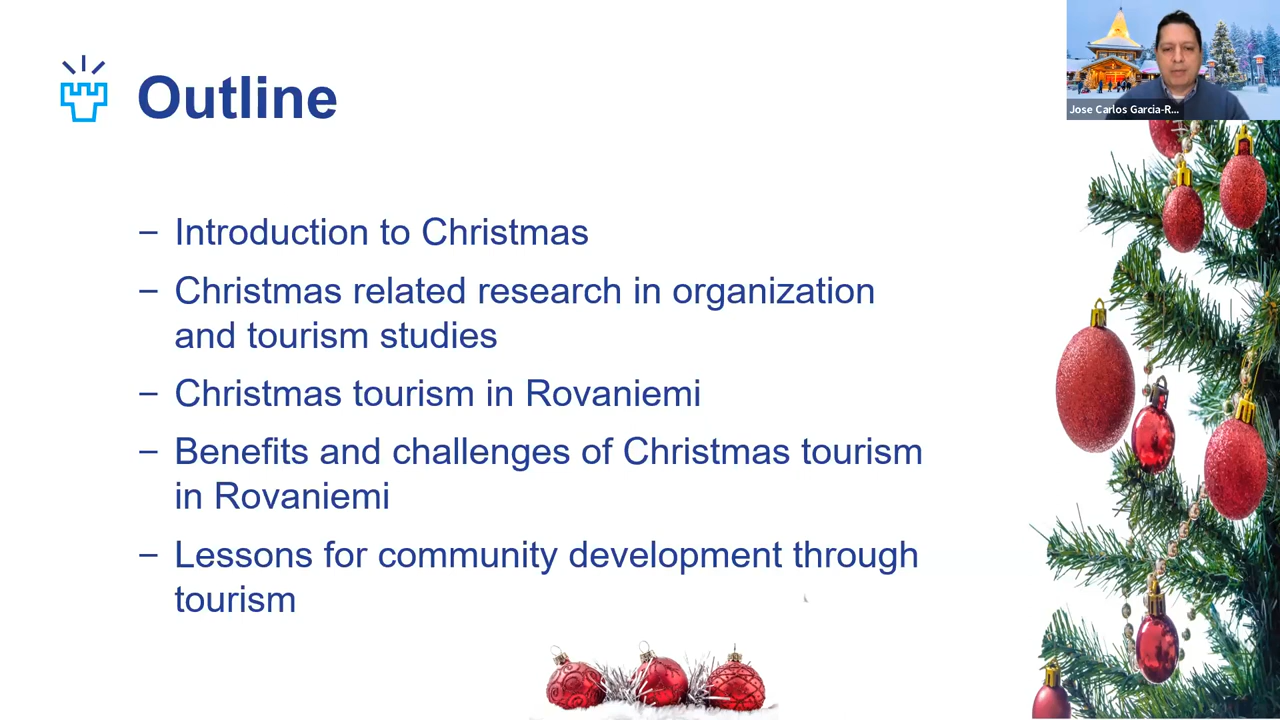 Outline
Jose Carlos Garcia-R...
– Introduction to Christmas
– Christmas related research in organization
and tourism studies
– Christmas tourism in Rovaniemi
– Benefits and challenges of Christmas tourism
in Rovaniemi
– Lessons for community development through
tourism